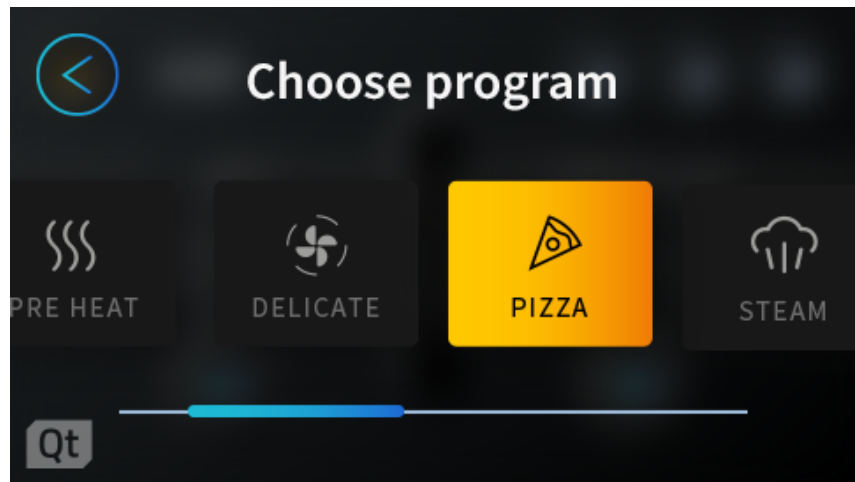 Choose program
PRE HEAT
DELICATE
PIZZA
STEAM
Qt